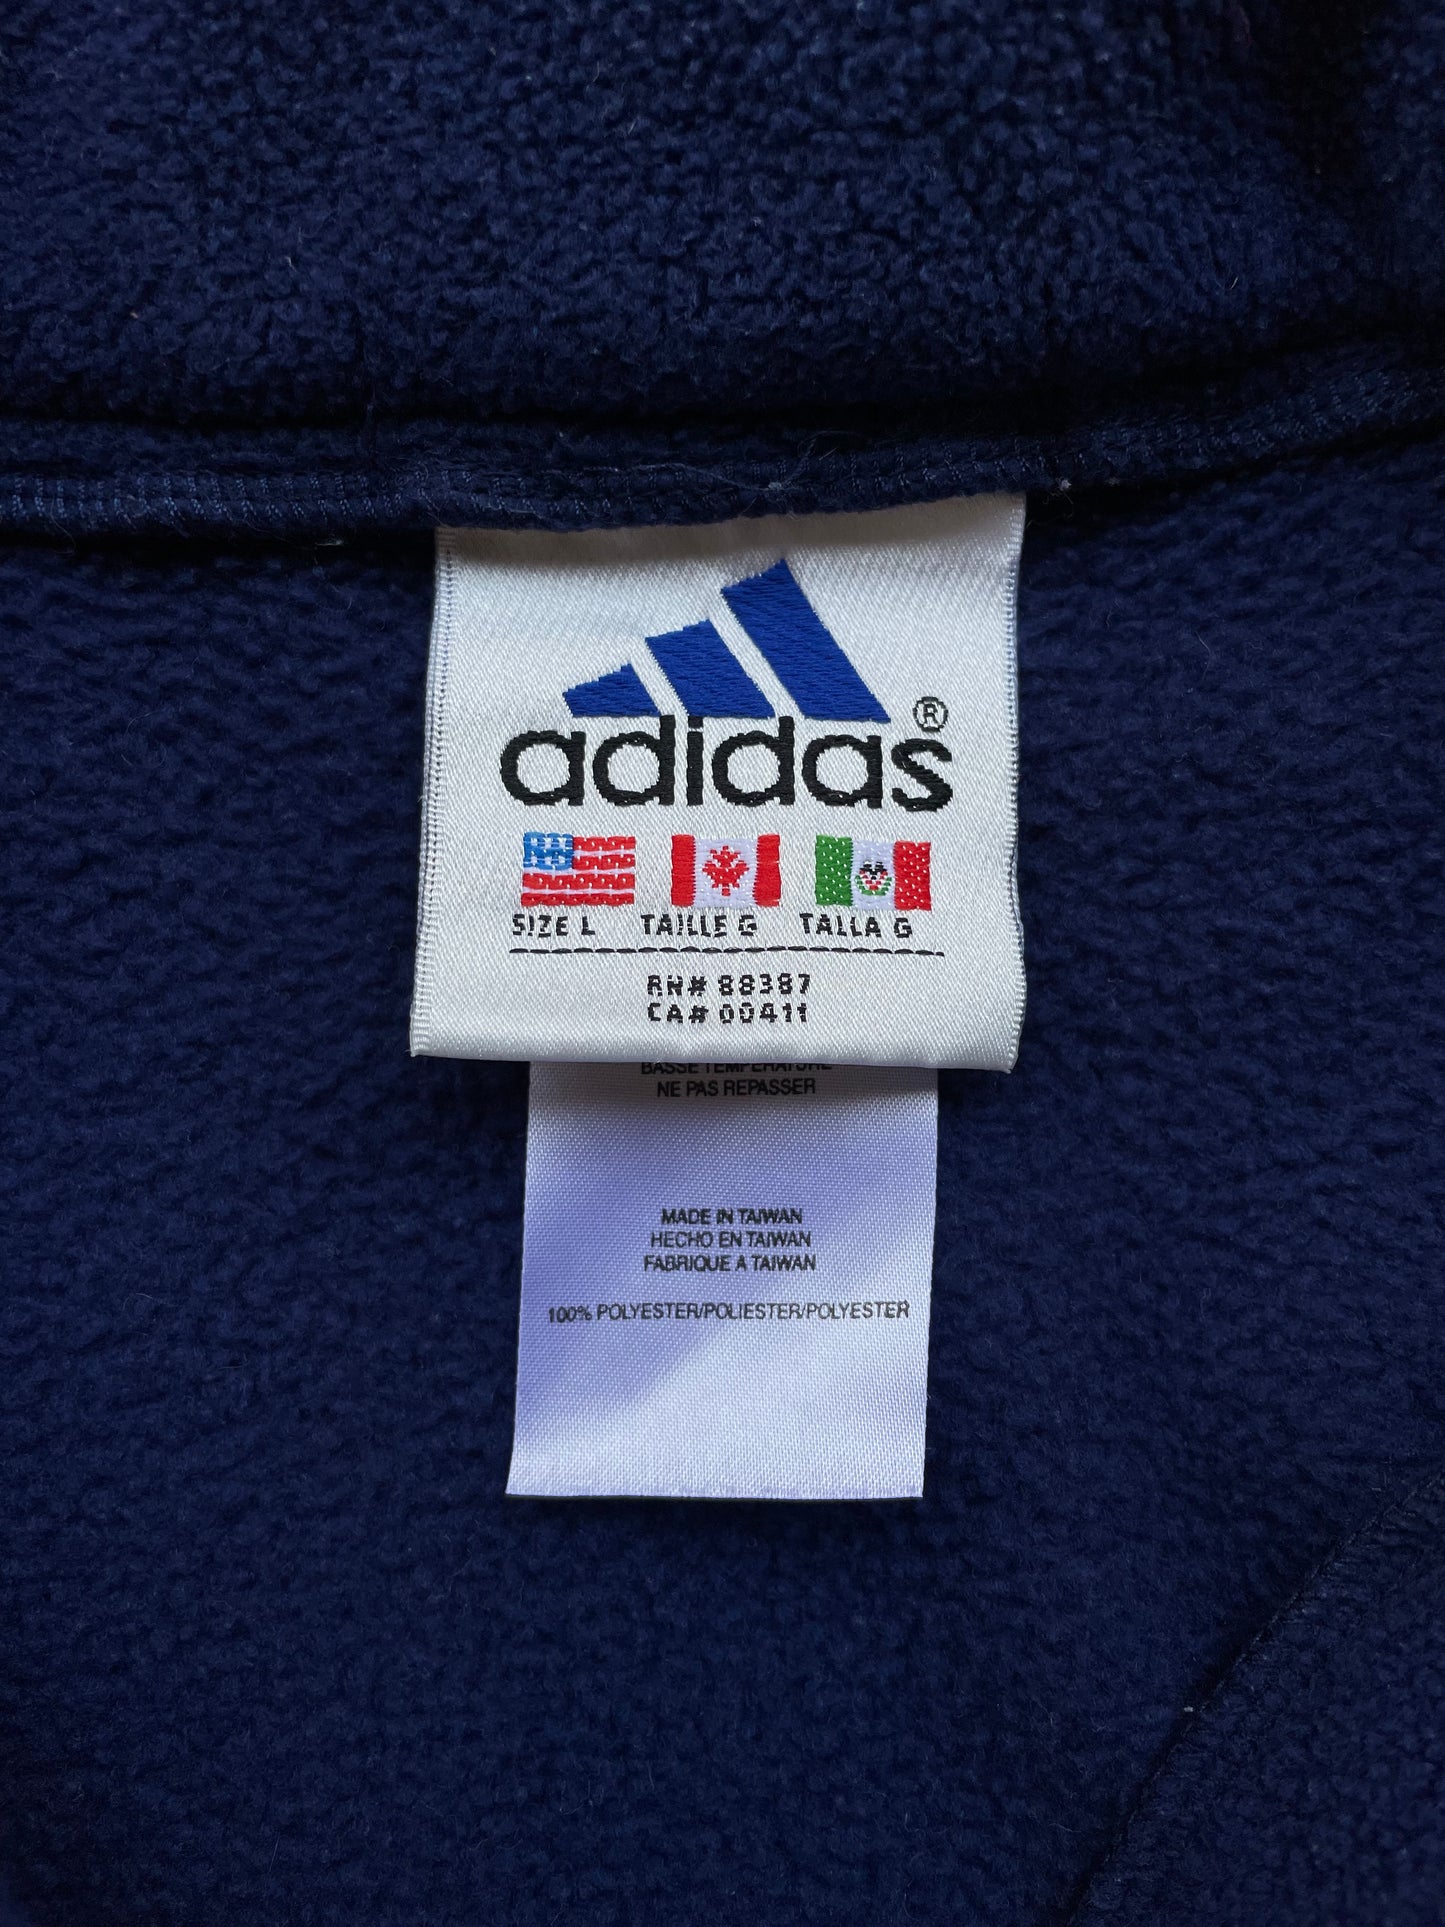 adidas®
SIZE L TAILLE G TALLA G
RN# 88387
CA# 00411
BASSE TEMPERATURE
NE PAS REPASSER
MADE IN TAIWAN
HECHO EN TAIWAN
FABRIQUE A TAIWAN
100% POLYESTER/POLIESTER/POLYESTER